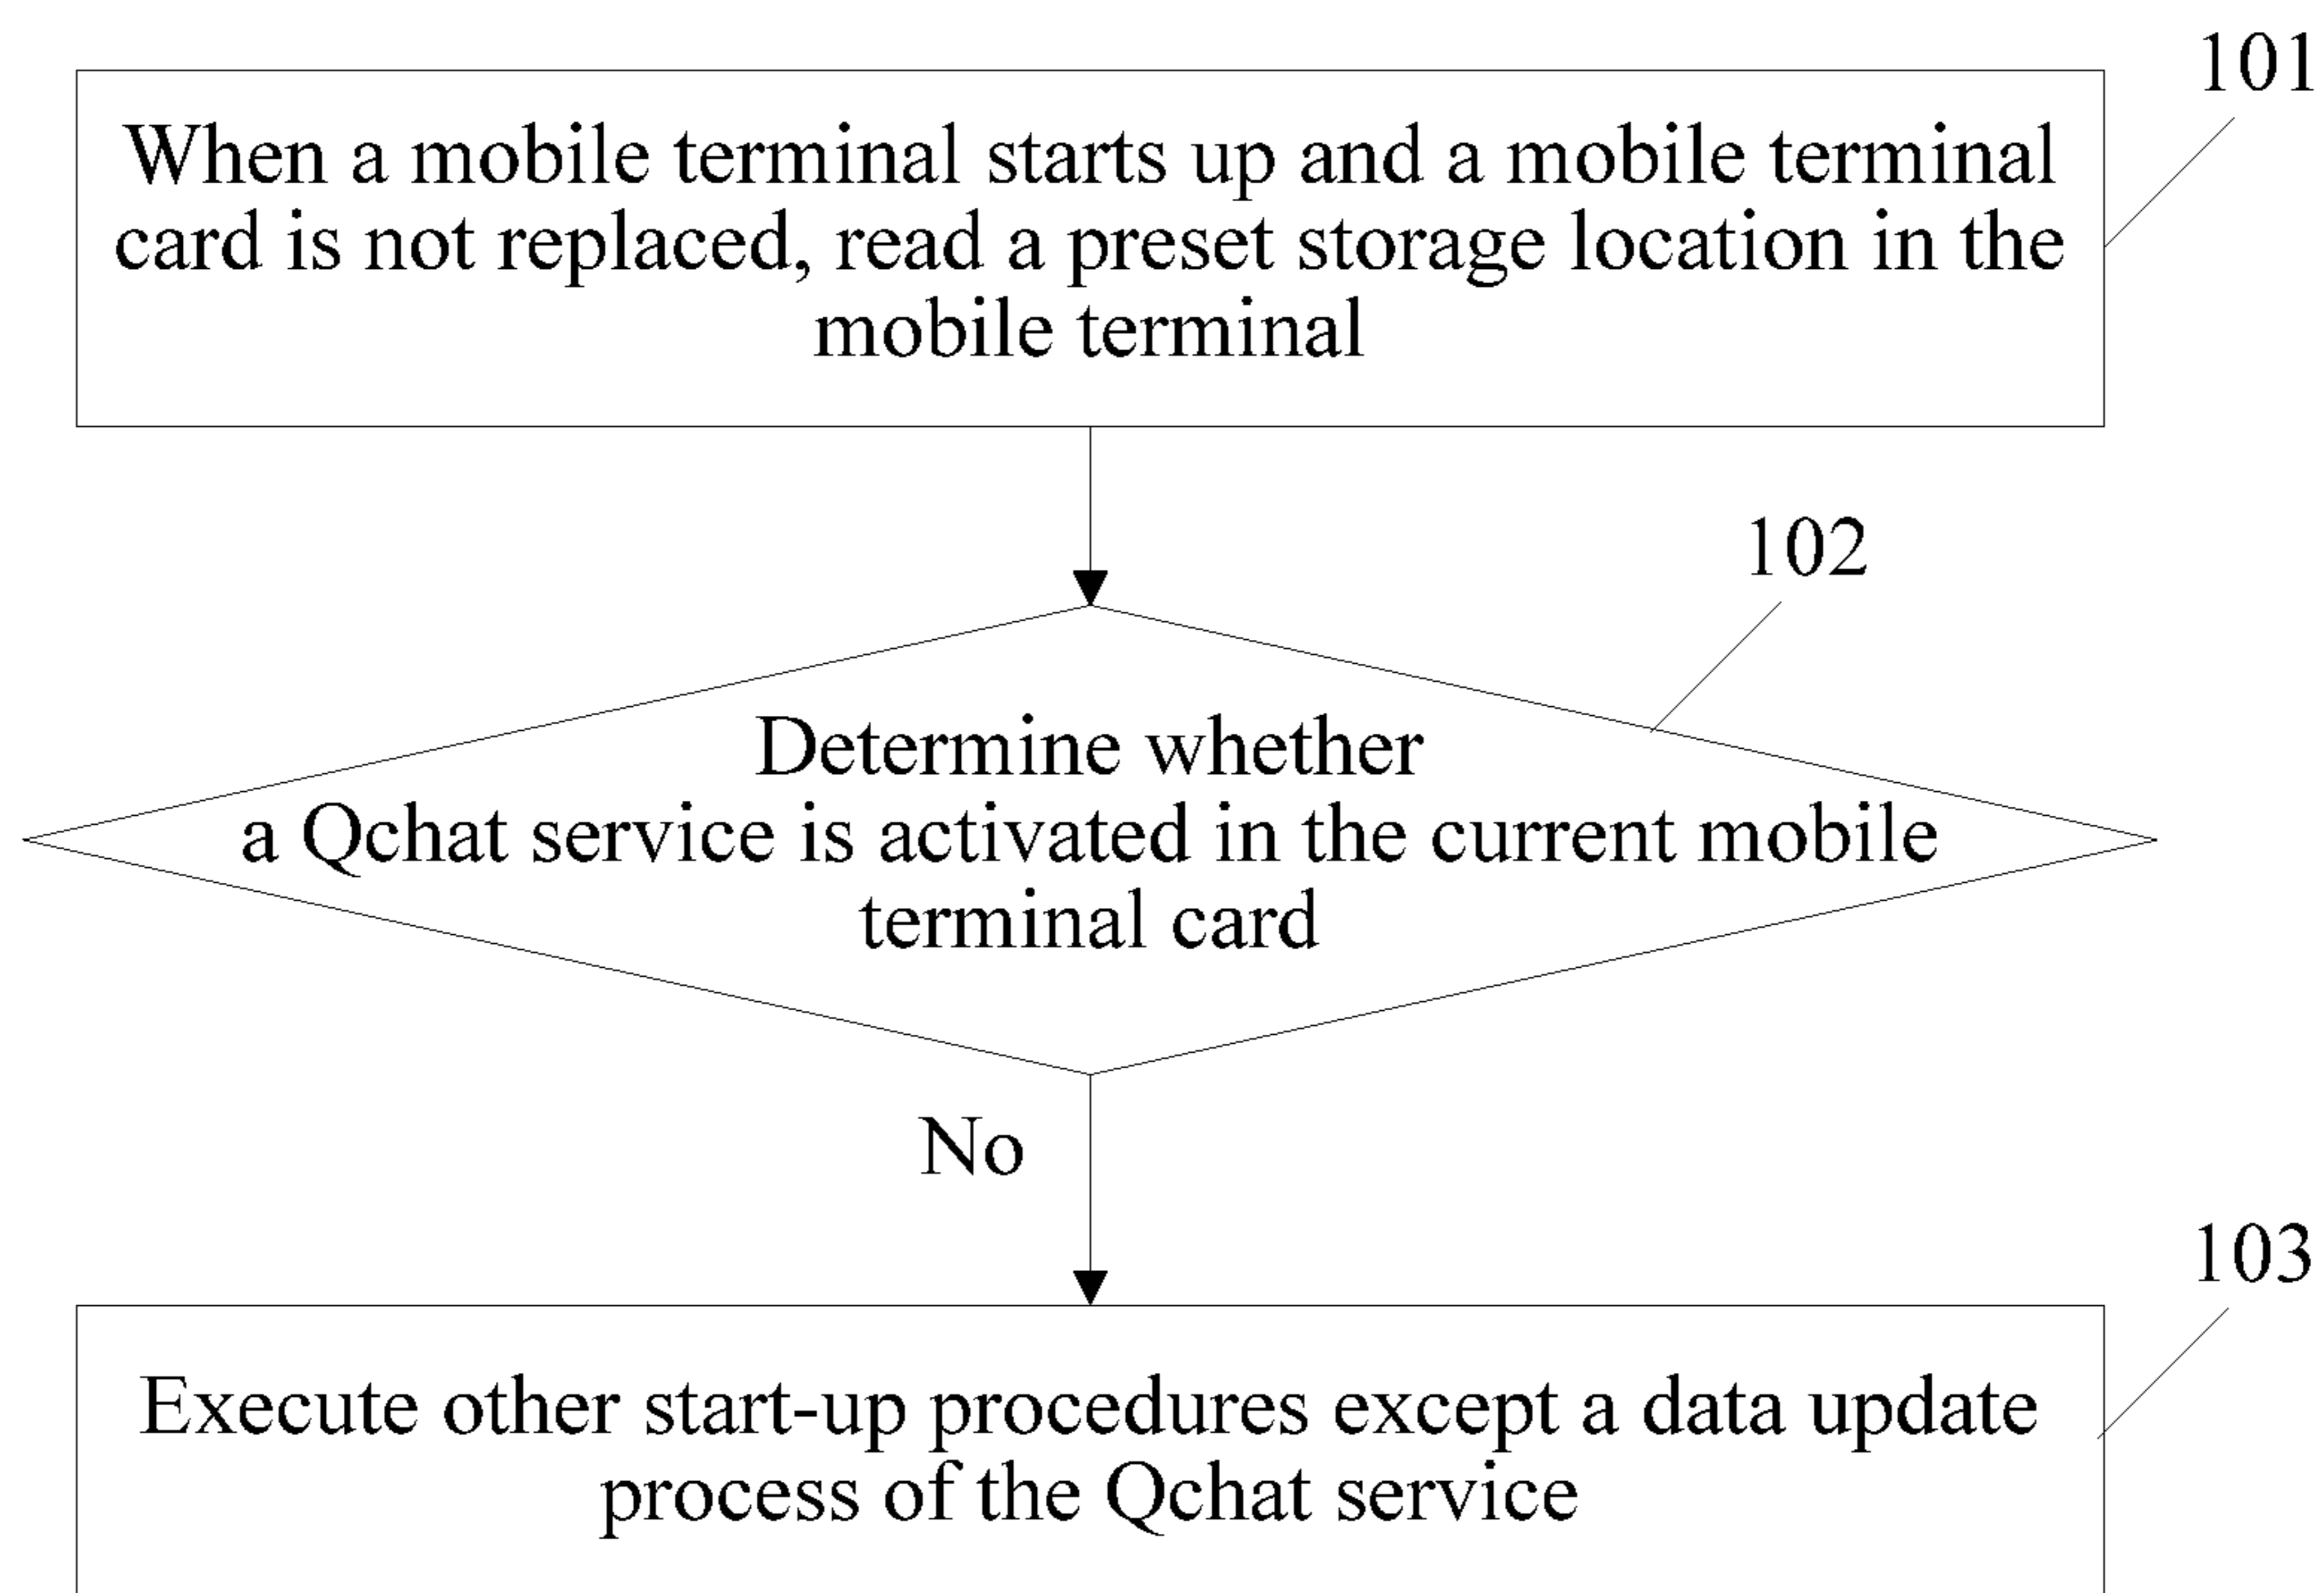 101
When a mobile terminal starts up and a mobile terminal
card is not replaced, read a preset storage location in the
mobile terminal
102
Determine whether
a Qchat service is activated in the current mobile
terminal card
No
103
Execute other start-up procedures except a data update
process of the Qchat service